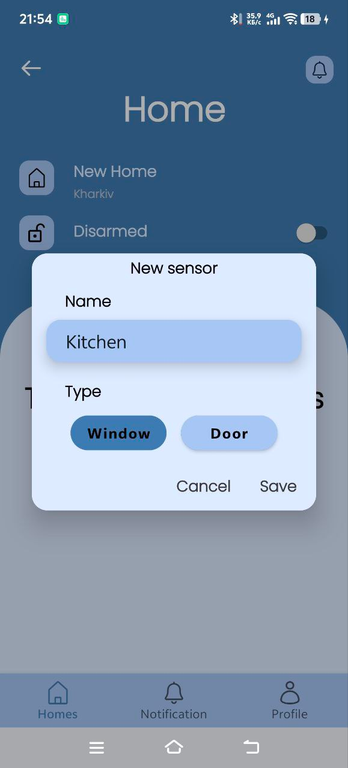 21:54
35.9 КБ/с 4G 18
Home
New Home
Kharkiv
Disarmed
New sensor
Name
Kitchen
Type
Window Door
Cancel Save
Homes Notification Profile